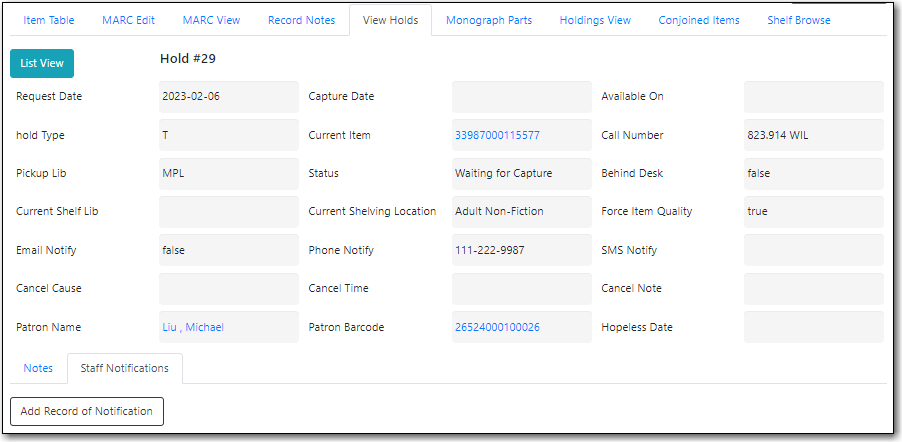 Item Table MARC Edit MARC View Record Notes View Holds Monograph Parts Holdings View Conjoined Items Shelf Browse
List View Hold #29
Request Date 2023-02-06 Capture Date Available On
hold Type T Current Item 33987000115577 Call Number 823.914 WIL
Pickup Lib MPL Status Waiting for Capture Behind Desk false
Current Shelf Lib Current Shelving Location Adult Non-Fiction Force Item Quality true
Email Notify false Phone Notify 111-222-9987 SMS Notify
Cancel Cause Cancel Time Cancel Note
Patron Name Liu , Michael Patron Barcode 26524000100026 Hopeless Date
Notes Staff Notifications
Add Record of Notification